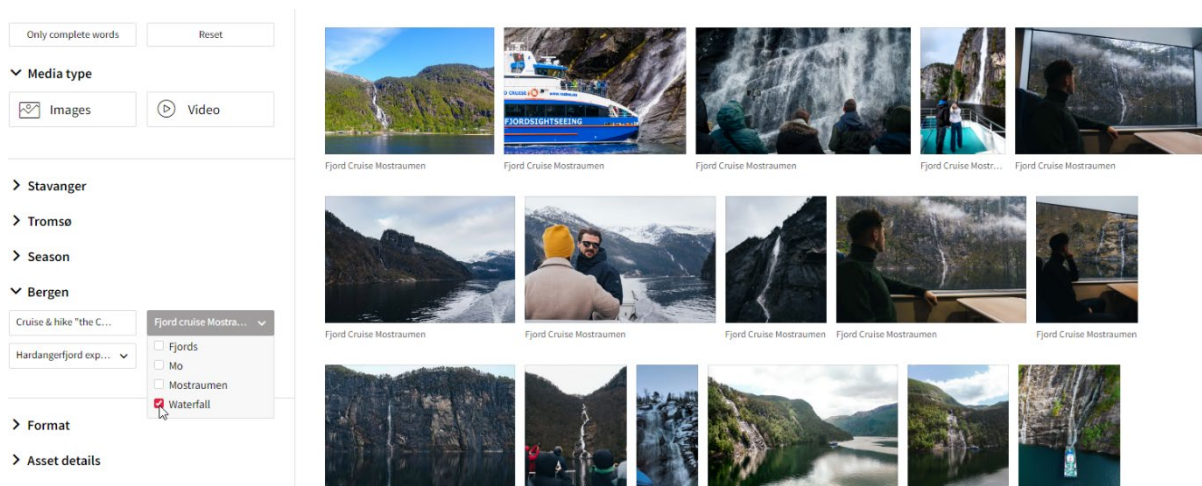 Only complete words
Reset
Media type
Images
Video
Stavanger
Tromsø
Season
Bergen
Cruise & hike "the C...
Fjord cruise Mostra...
Hardangerfjord exp...
Fjords
Mo
Mostraumen
Waterfall
Format
Asset details
FJORDSIGHTSEEING
Fjord Cruise Mostraumen
Fjord Cruise Mostraumen
Fjord Cruise Mostraumen
Fjord Cruise Mostr...
Fjord Cruise Mostraumen
Fjord Cruise Mostraumen
Fjord Cruise Mostraumen
Fjord Cruise Mostraumen
Fjord Cruise Mostraumen
Fjord Cruise Mostraumen